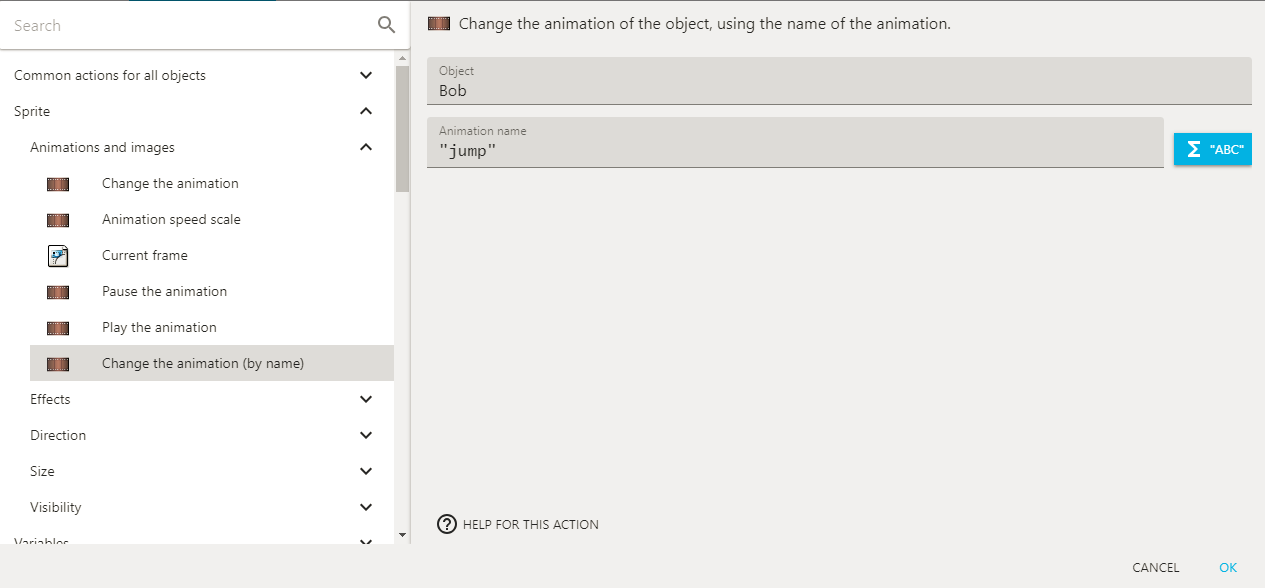 Search
Common actions for all objects
Sprite
Animations and images
Change the animation
Animation speed scale
Current frame
Pause the animation
Play the animation
Change the animation (by name)
Effects
Direction
Size
Visibility
Variables
Change the animation of the object, using the name of the animation.
Object
Bob
Animation name
"jump"
Σ "ABC"
? HELP FOR THIS ACTION
CANCEL
OK